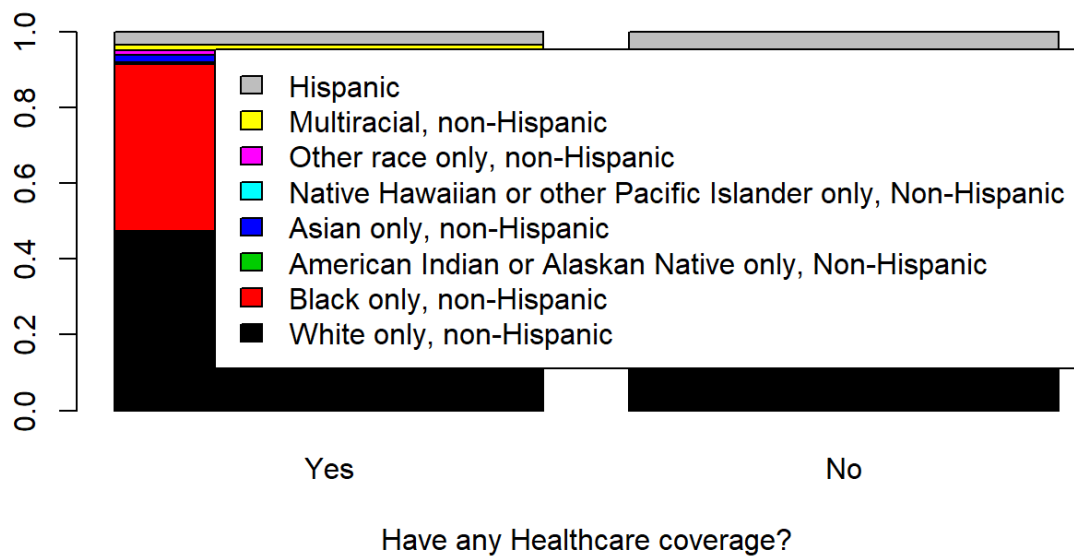 1.0
0.8
0.6
0.4
0.2
0.0
Hispanic
Multiracial, non-Hispanic
Other race only, non-Hispanic
Native Hawaiian or other Pacific Islander only, Non-Hispanic
Asian only, non-Hispanic
American Indian or Alaskan Native only, Non-Hispanic
Black only, non-Hispanic
White only, non-Hispanic
Yes
No
Have any Healthcare coverage?